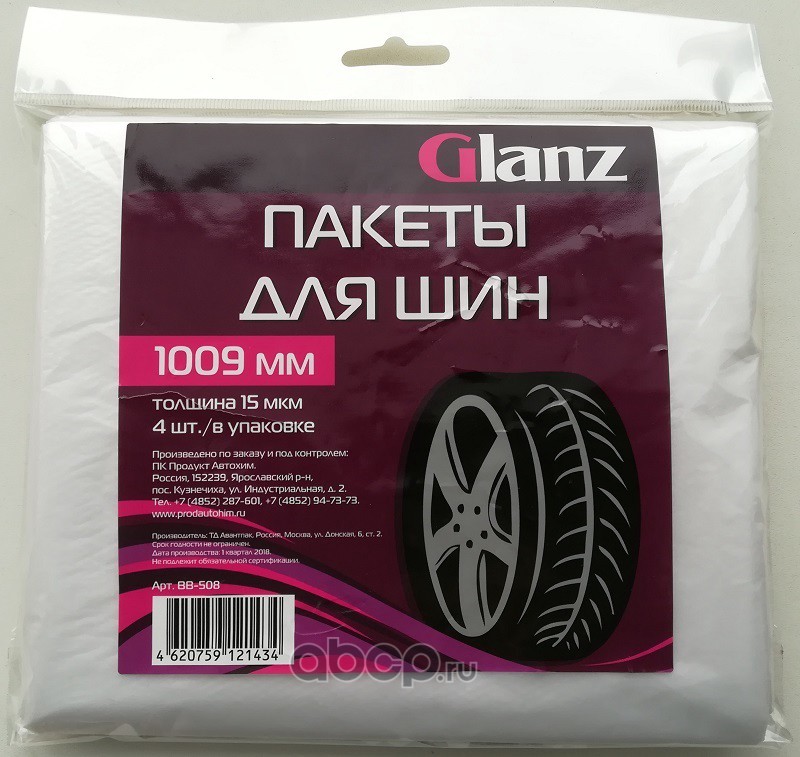 Glanz
ПАКЕТЫ
ДЛЯ ШИН
1009 мм
толщина 15 мкм
4 шт./в упаковке
Произведено по заказу и под контролем:
ПК Продукт Автохим.
Россия, 152239, Ярославский р-н,
пос. Кузнечиха, ул. Индустриальная, д. 2.
Тел. +7 (4852) 287-601, +7 (4852) 94-73-73.
www.prodautohim.ru
Производитель: ТД Авантпак, Россия, Москва, ул. Донская, 6, ст. 2.
Срок годности не ограничен.
Дата производства: 1 квартал 2018.
Не подлежит обязательной сертификации.
Арт. BB-508
4 620759 121434
abcp.ru